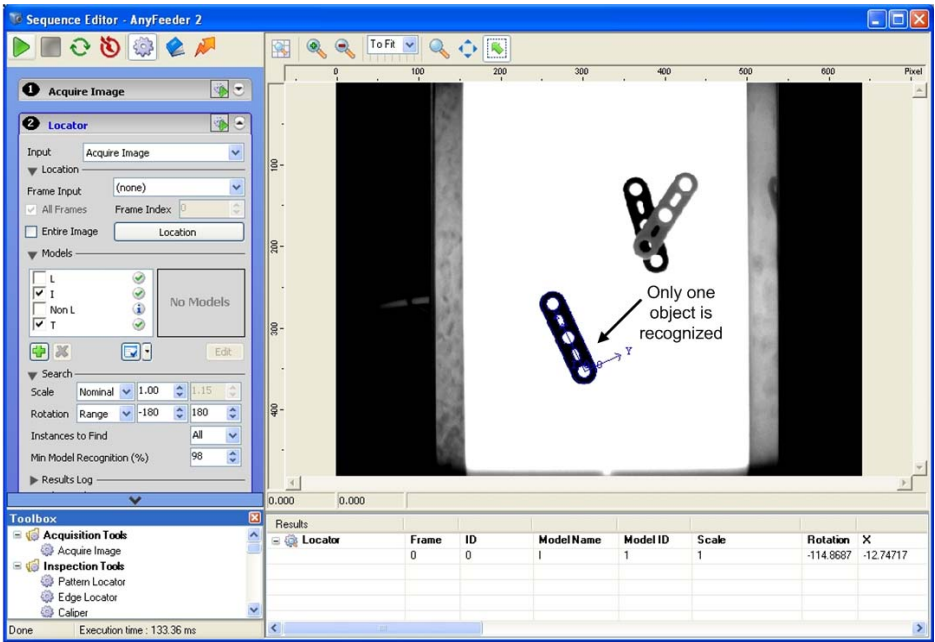 Sequence Editor - AnyFeeder 2
To Fit
0 100 200 300 400 500 600 Pixel
1 Acquire Image
2 Locator
Input Acquire Image
Location
Frame Input (none)
All Frames Frame Index 0
Entire Image Location
Models
L
I
Non L
T
No Models
Edit
Search
Scale Nominal 1.00 1.15
Rotation Range -180 180
Instances to Find All
Min Model Recognition (%) 98
Results Log
100
200
300
400
Only one
object is
recognized
Y
0.000 0.000
Toolbox
Acquisition Tools
Acquire Image
Inspection Tools
Pattern Locator
Edge Locator
Caliper
Results
Locator Frame ID Model Name Model ID Scale Rotation X
0 0 I 1 1 -114.8687 -12.74717
Done Execution time : 133.36 ms